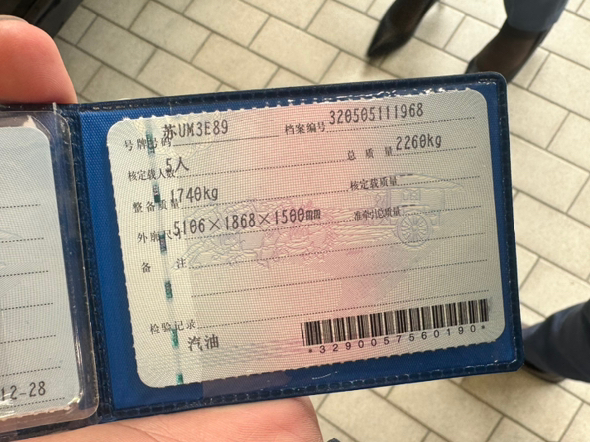 号牌号码 苏UM3E89 档案编号 320505111968
核定载人数 5人 总质量 2260kg
整备质量 1740kg 核定载质量
外廓尺寸 5106×1868×1500mm 准牵引总质量
备注
检验记录
汽油
*3290057560190*
12-28